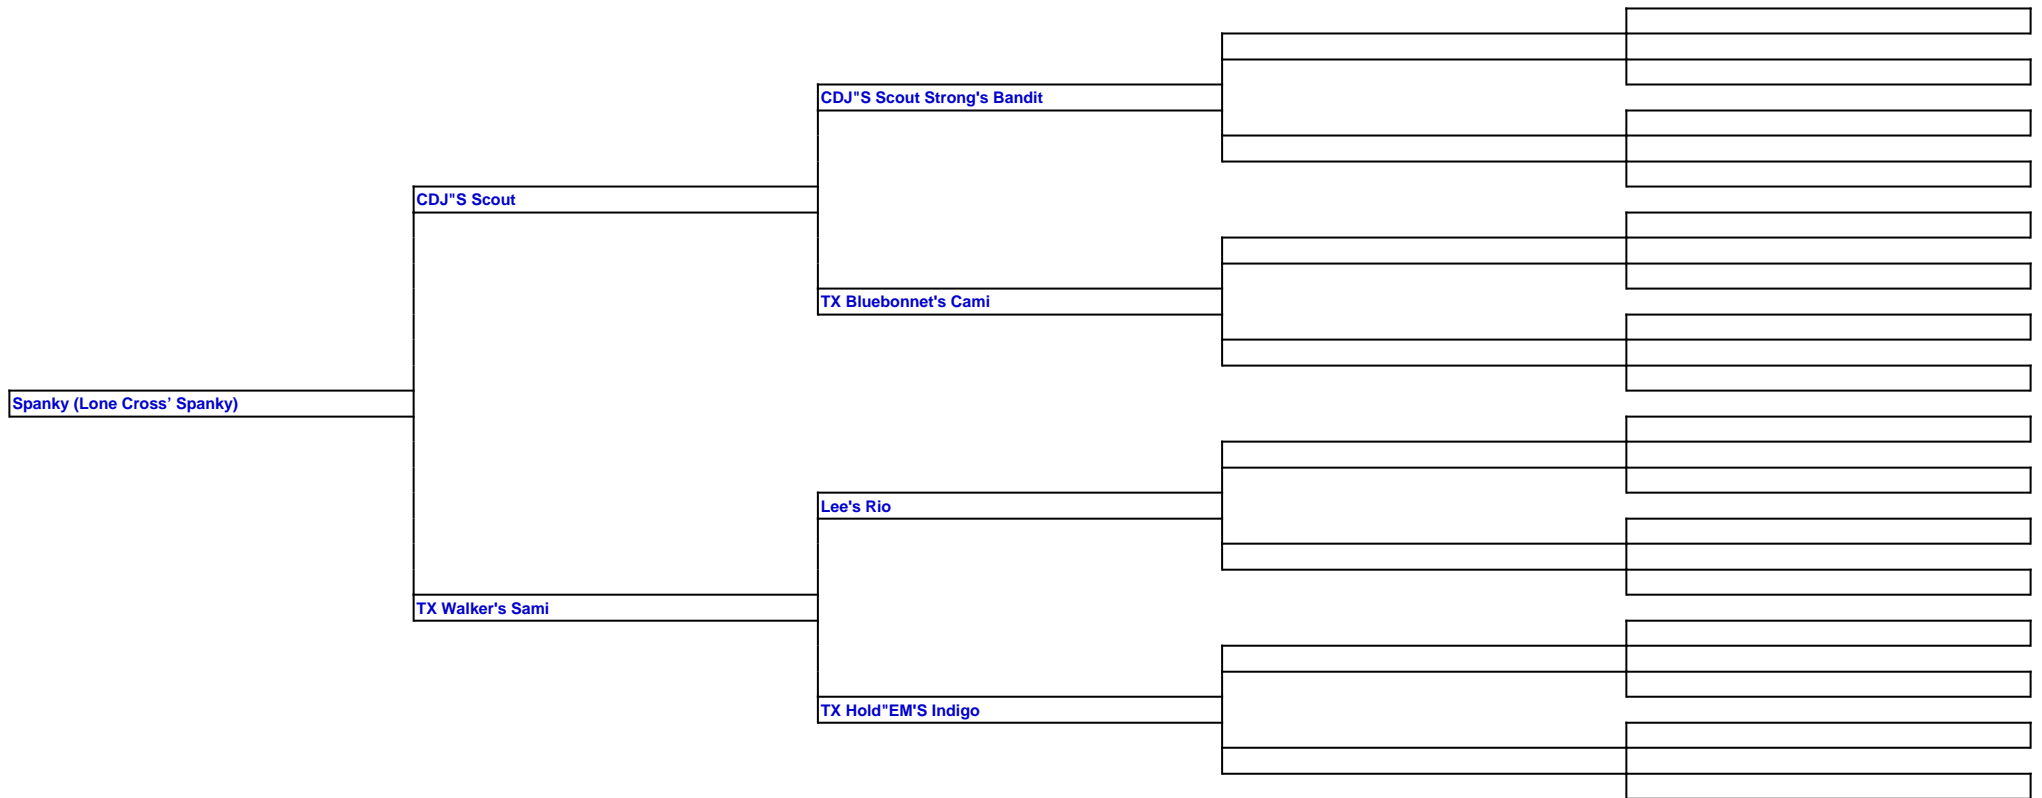 CDJ"S Scout Strong's Bandit
CDJ"S Scout
TX Bluebonnet's Cami
Spanky (Lone Cross’ Spanky)
Lee's Rio
TX Walker's Sami
TX Hold"EM'S Indigo